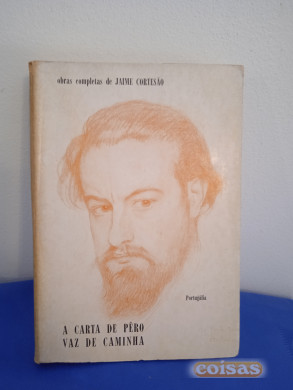 obras completas de JAIME CORTESÃO
Portugália
A CARTA DE PÊRO
VAZ DE CAMINHA
coisas